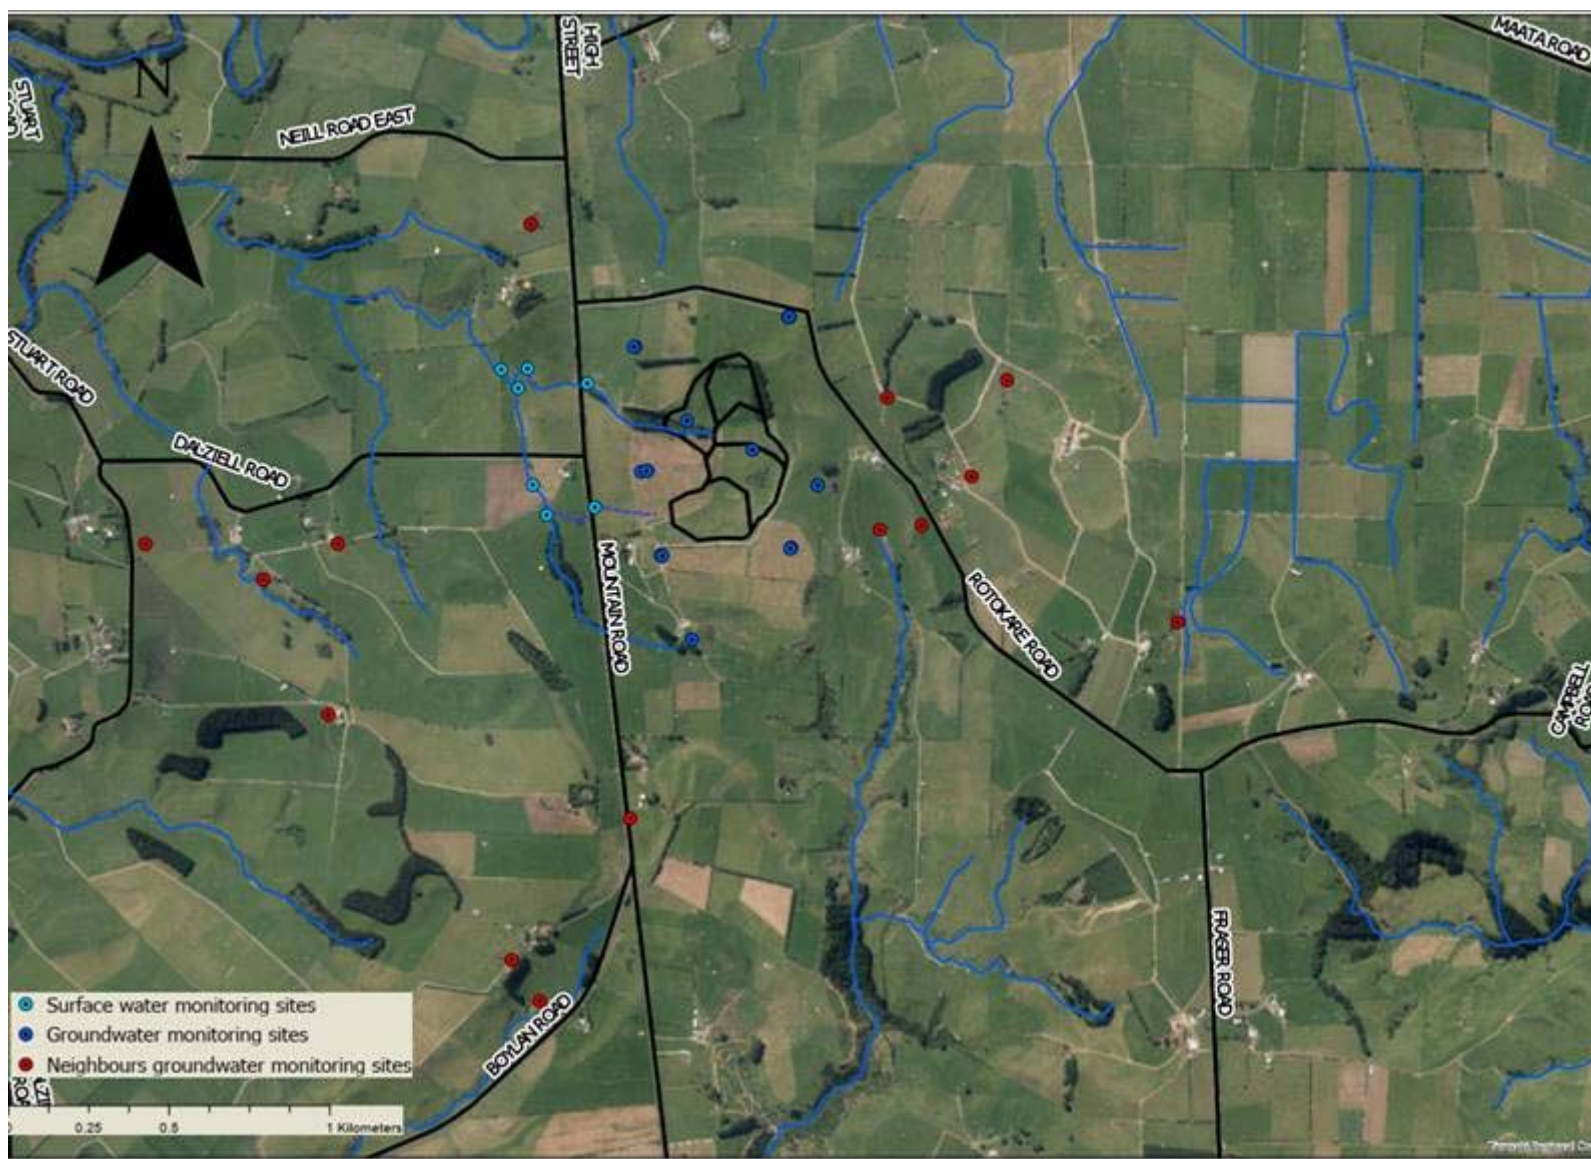 HIGH
STREET
MAATA ROAD
N
STUART
NEILL ROAD EAST
STUART ROAD
DALZIELL ROAD
MOUNTAIN ROAD
ROTOKARE ROAD
CAMPBELL
ROAD
FRASER ROAD
BOYLAN ROAD
Surface water monitoring sites
Groundwater monitoring sites
Neighbours groundwater monitoring sites
0.25 0.5 1 Kilometers